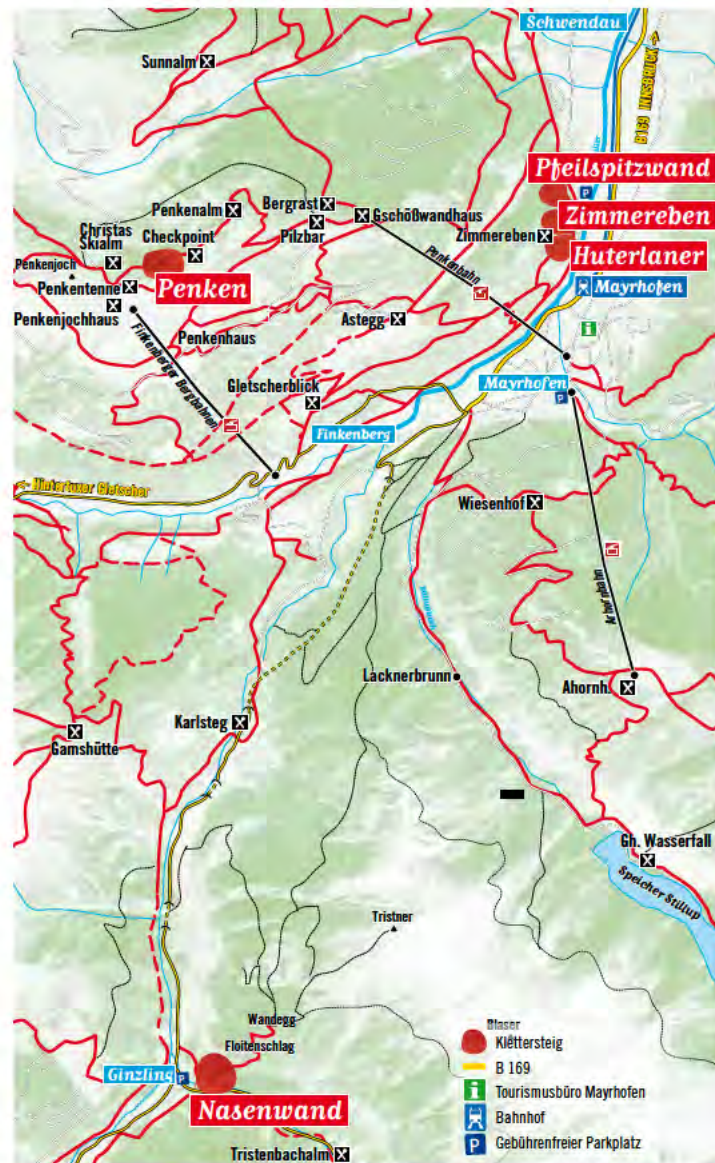 Schwendau
Sunnalm
B169 INNSBRUCK
Pfeilspitzwand
Penkenalm
Bergrast
Gschößwandhaus
Zimmereben
Christas
Skialm
Checkpoint
Pilzbar
Zimmereben
Huterlaner
Penkenjoch
Penken
Penkenbahn
Mayrhofen
Penkentenne
Penkenjochhaus
Penkenhaus
Astegg
Finkenberger Bergbahnen
Gletscherblick
Mayrhofen
Finkenberg
Hintertuxer Gletscher
Wiesenhof
Ahornbahn
Lacknerbrunn
Ahornh.
Karlsteg
Gamshütte
Gh. Wasserfall
Speicher Stillup
Tristner
Wandegg
Floitenschlag
Ginzling
Nasenwand
Tristenbachalm
Blaser
Klettersteig
B 169
Tourismusbüro Mayrhofen
Bahnhof
Gebührenfreier Parkplatz